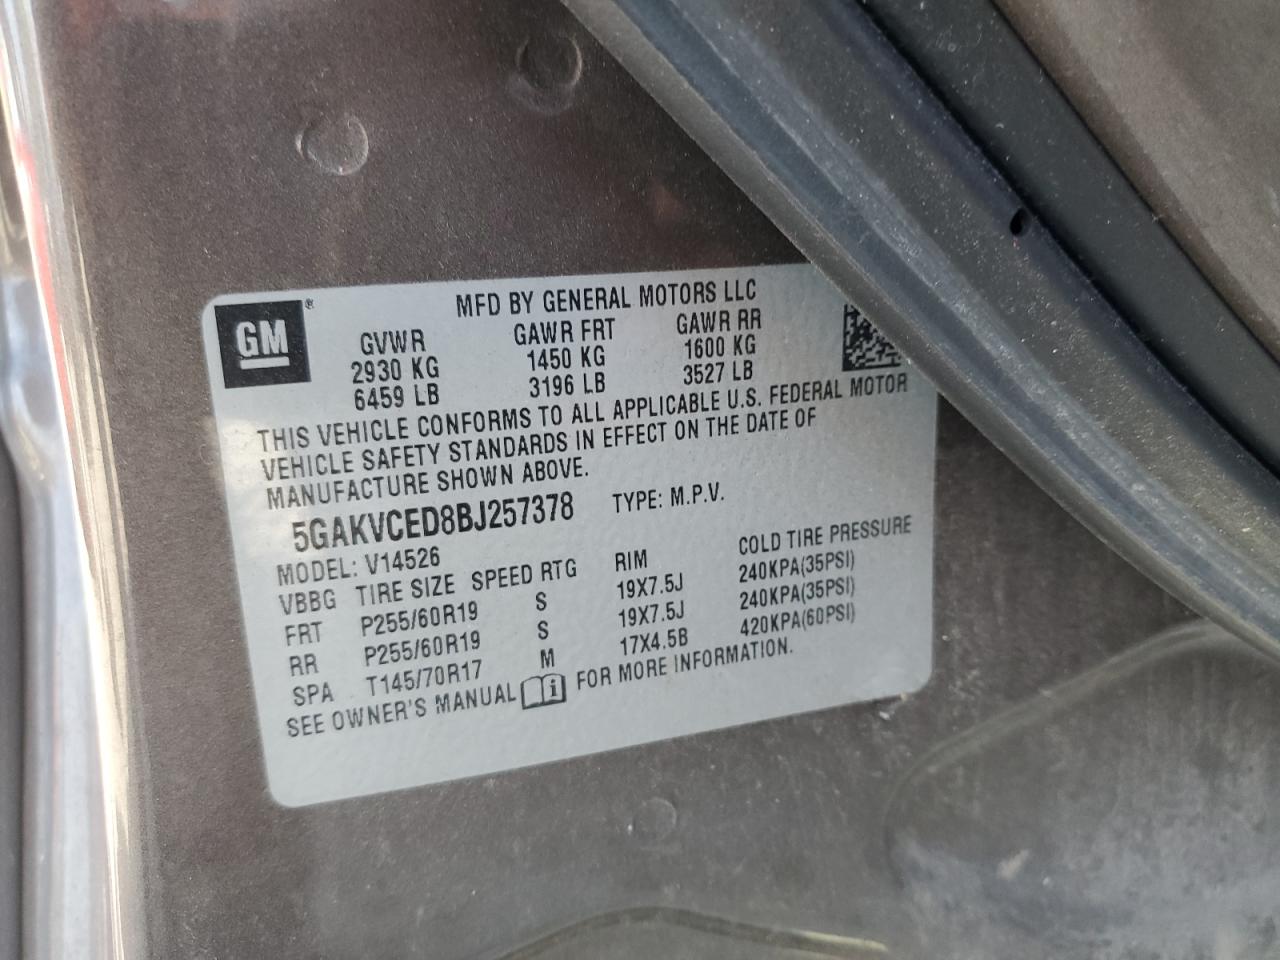 MFD BY GENERAL MOTORS LLC
GM®
GVWR GAWR FRT GAWR RR
2930 KG 1450 KG 1600 KG
6459 LB 3196 LB 3527 LB
THIS VEHICLE CONFORMS TO ALL APPLICABLE U.S. FEDERAL MOTOR
VEHICLE SAFETY STANDARDS IN EFFECT ON THE DATE OF
MANUFACTURE SHOWN ABOVE.
5GAKVCED8BJ257378 TYPE: M.P.V.
MODEL: V14526
VBBG TIRE SIZE SPEED RTG RIM COLD TIRE PRESSURE
FRT P255/60R19 S 19X7.5J 240KPA(35PSI)
RR P255/60R19 S 19X7.5J 240KPA(35PSI)
SPA T145/70R17 M 17X4.5B 420KPA(60PSI)
SEE OWNER'S MANUAL i FOR MORE INFORMATION.